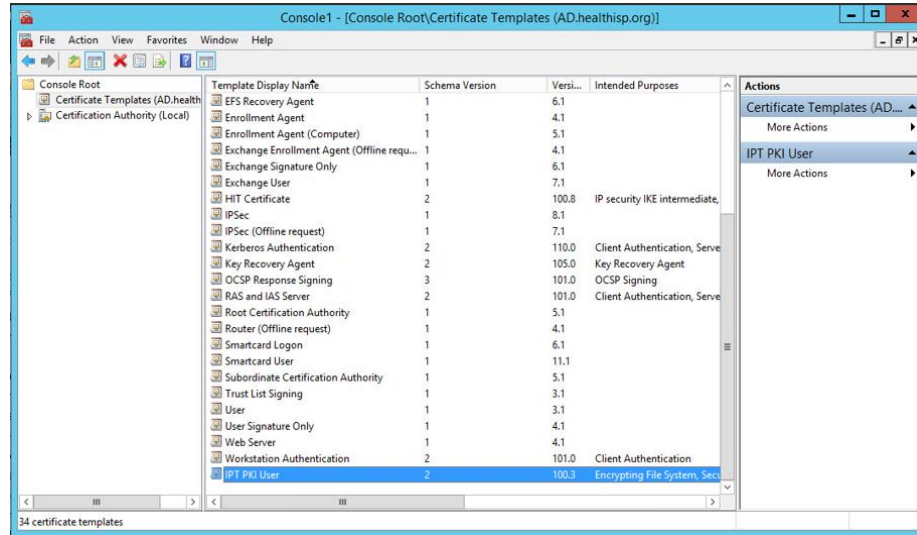 Console1 - [Console Root\Certificate Templates (AD.healthisp.org)]
File Action View Favorites Window Help
Console Root
Certificate Templates (AD.health
Certification Authority (Local)
Template Display Name Schema Version Versi... Intended Purposes
EFS Recovery Agent 1 6.1
Enrollment Agent 1 4.1
Enrollment Agent (Computer) 1 5.1
Exchange Enrollment Agent (Offline requ... 1 4.1
Exchange Signature Only 1 6.1
Exchange User 1 7.1
HIT Certificate 2 100.8 IP security IKE intermediate,
IPSec 1 8.1
IPSec (Offline request) 1 7.1
Kerberos Authentication 2 110.0 Client Authentication, Serve
Key Recovery Agent 2 105.0 Key Recovery Agent
OCSP Response Signing 3 101.0 OCSP Signing
RAS and IAS Server 2 101.0 Client Authentication, Serve
Root Certification Authority 1 5.1
Router (Offline request) 1 4.1
Smartcard Logon 1 6.1
Smartcard User 1 11.1
Subordinate Certification Authority 1 5.1
Trust List Signing 1 3.1
User 1 3.1
User Signature Only 1 4.1
Web Server 1 4.1
Workstation Authentication 2 101.0 Client Authentication
IPT PKI User 2 100.3 Encrypting File System, Secu
Actions
Certificate Templates (AD....
More Actions
IPT PKI User
More Actions
34 certificate templates